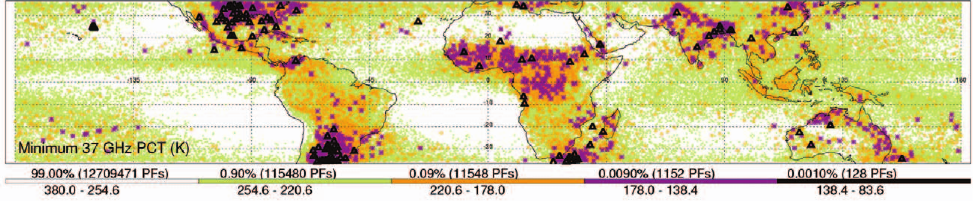 Minimum 37 GHz PCT (K)
99.00% (12709471 PFs) 0.90% (115480 PFs) 0.09% (11548 PFs) 0.0090% (1152 PFs) 0.0010% (128 PFs)
380.0 - 254.6 254.6 - 220.6 220.6 - 178.0 178.0 - 138.4 138.4 - 83.6